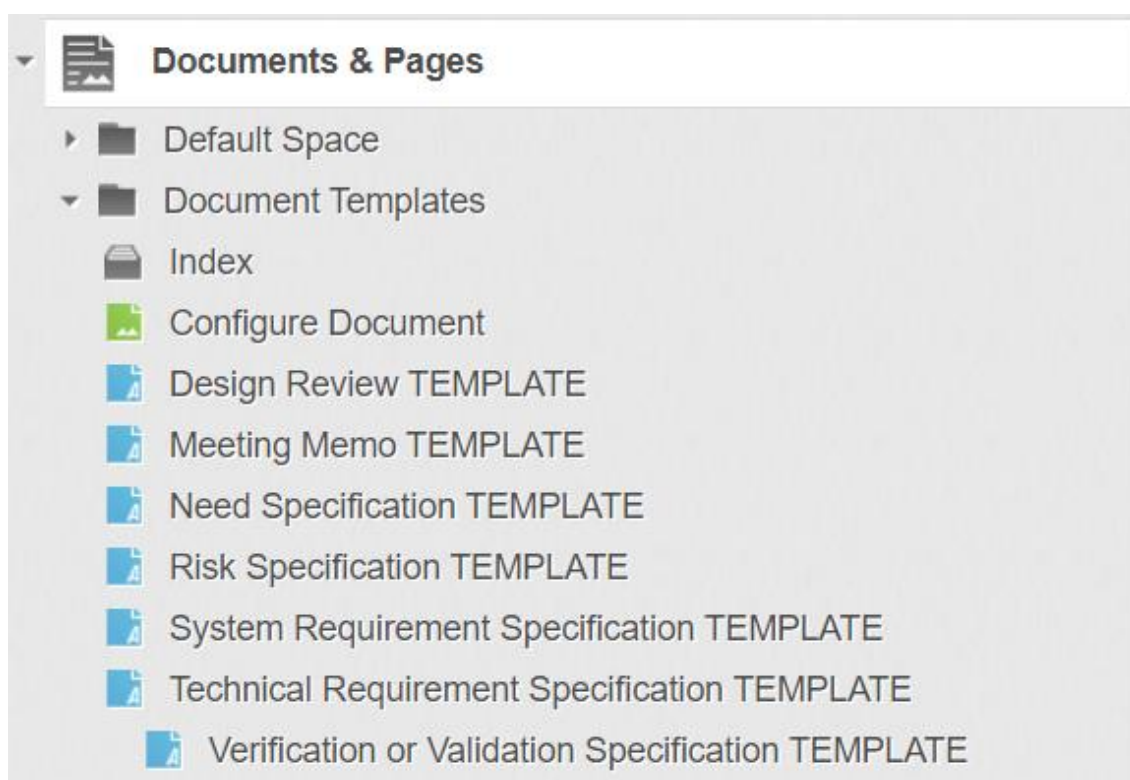 Documents & Pages
Default Space
Document Templates
Index
Configure Document
Design Review TEMPLATE
Meeting Memo TEMPLATE
Need Specification TEMPLATE
Risk Specification TEMPLATE
System Requirement Specification TEMPLATE
Technical Requirement Specification TEMPLATE
Verification or Validation Specification TEMPLATE